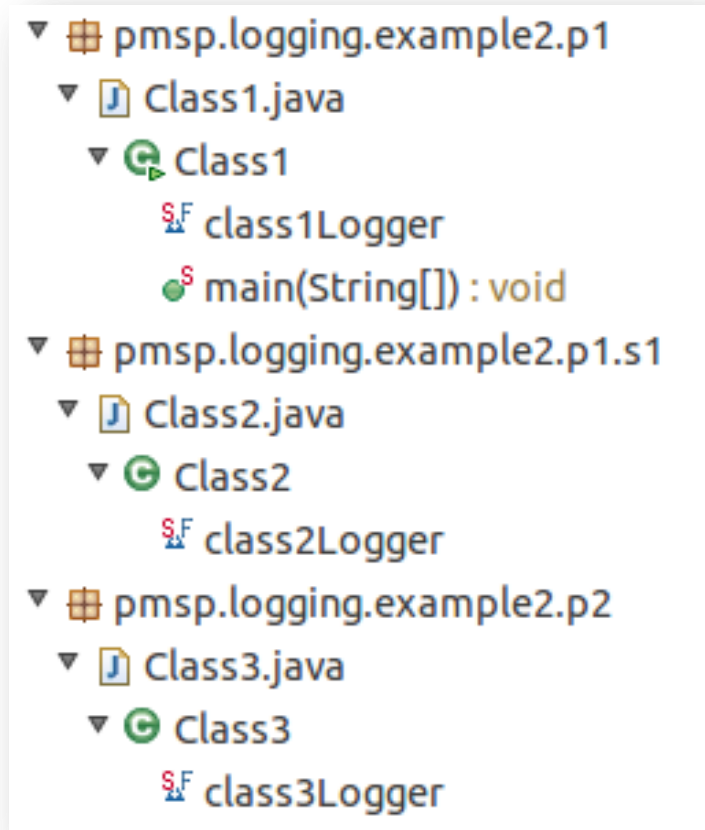 pmsp.logging.example2.p1
J Class1.java
C Class1
S F class1Logger
S main(String[]) : void
pmsp.logging.example2.p1.s1
J Class2.java
C Class2
S F class2Logger
pmsp.logging.example2.p2
J Class3.java
C Class3
S F class3Logger